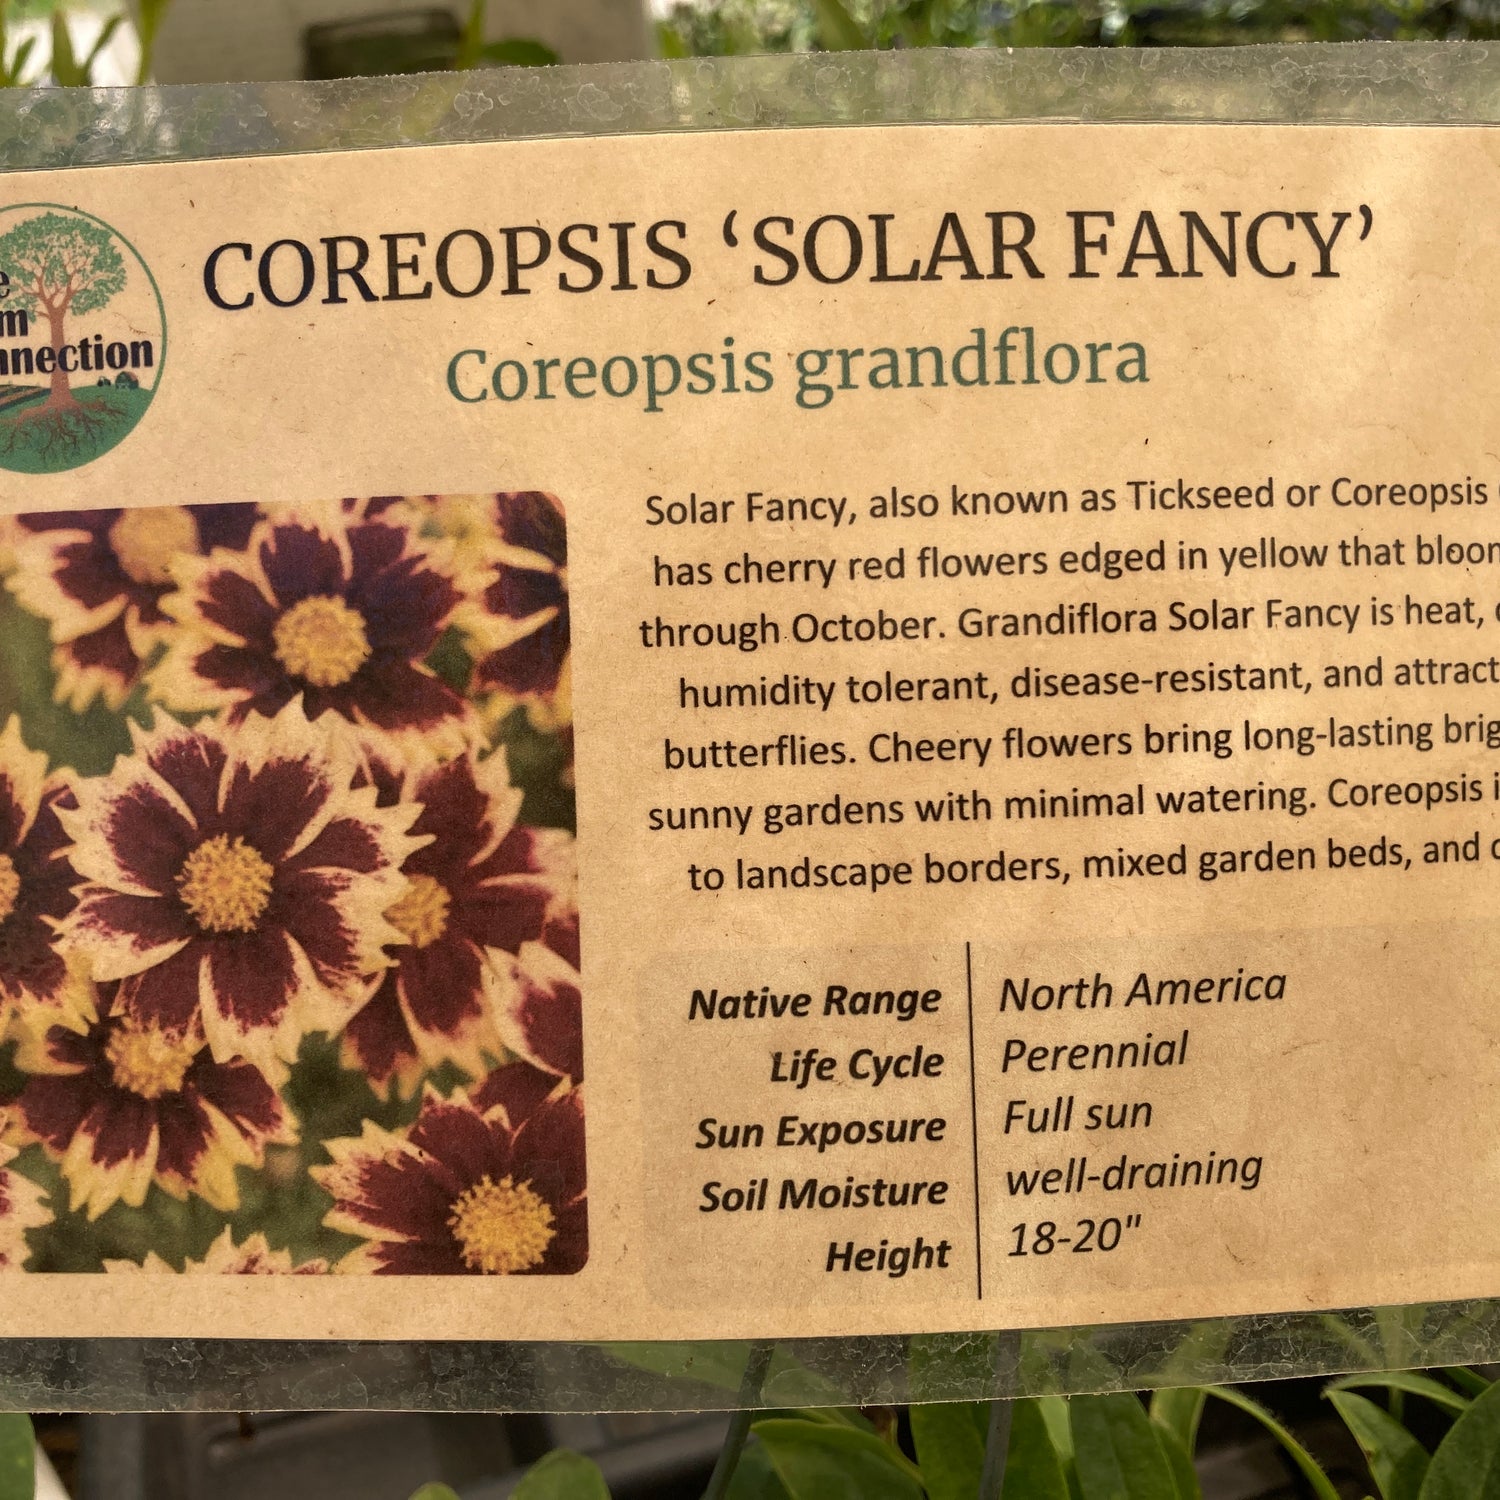 nnection
COREOPSIS ‘SOLAR FANCY’
Coreopsis grandflora
Solar Fancy, also known as Tickseed or Coreopsis
has cherry red flowers edged in yellow that bloom
through October. Grandiflora Solar Fancy is heat,
humidity tolerant, disease-resistant, and attract
butterflies. Cheery flowers bring long-lasting brig
sunny gardens with minimal watering. Coreopsis i
to landscape borders, mixed garden beds, and
Native Range North America
Life Cycle Perennial
Sun Exposure Full sun
Soil Moisture well-draining
Height 18-20"